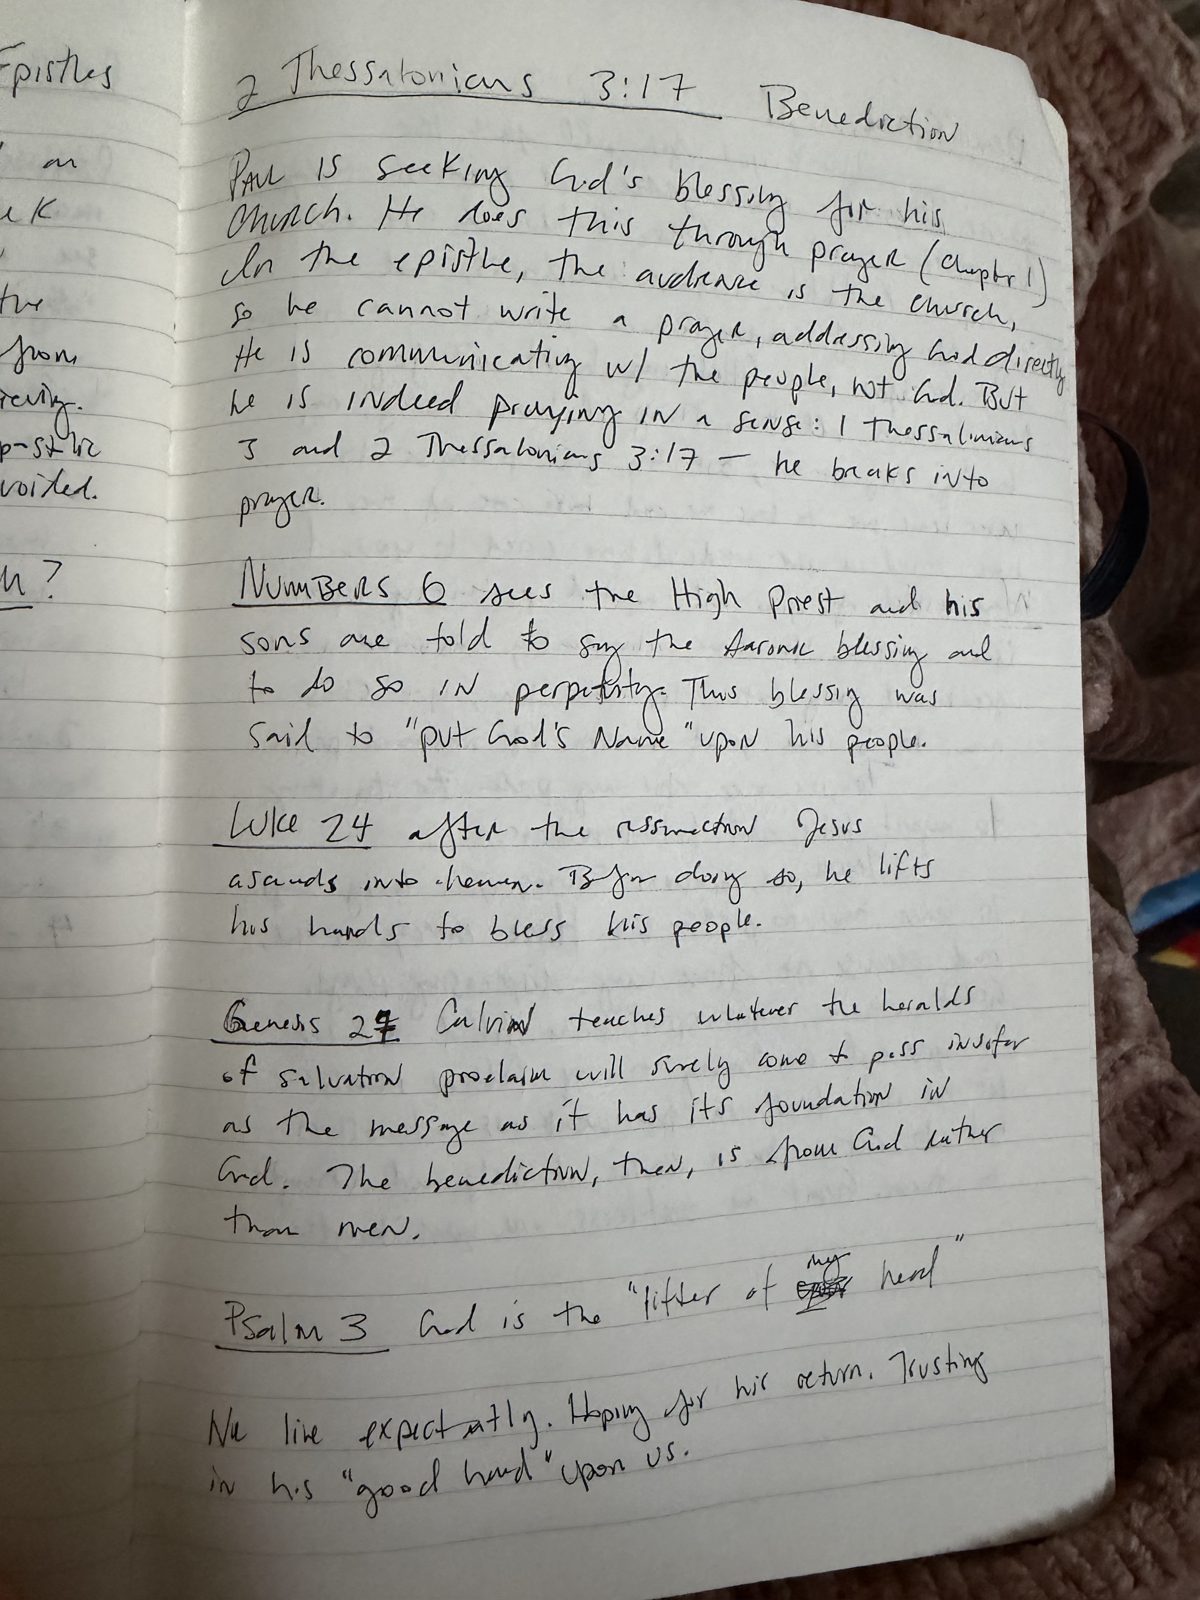 Epistles
an
the
from
voided.
2 Thessalonians 3:17 Benediction
Paul is seeking God's blessing for his
church. He does this through prayer (chapter 1)
In the epistle, the audience is the church,
so he cannot write a prayer, addressing God directly
He is communicating w/ the people, not God. But
he is indeed praying in a sense: 1 Thessalonians
3 and 2 Thessalonians 3:17 — he breaks into
prayer.
Numbers 6 sees the High Priest and his
sons are told to say the Aaronic blessing and
to do so in perpetuity. This blessing was
said to "put God's Name" upon his people.
Luke 24 after the resurrection Jesus
ascends into heaven. Before doing so, he lifts
his hands to bless his people.
Genesis 27 Calvin teaches whatever the heralds
of salvation proclaim will surely come to pass insofar
as the message as it has its foundation in
God. The benediction, then, is from God rather
than men.
Psalm 3 God is the "lifter of my head"
We live expectantly. Hoping for his return. Trusting
in his "good hand" upon us.